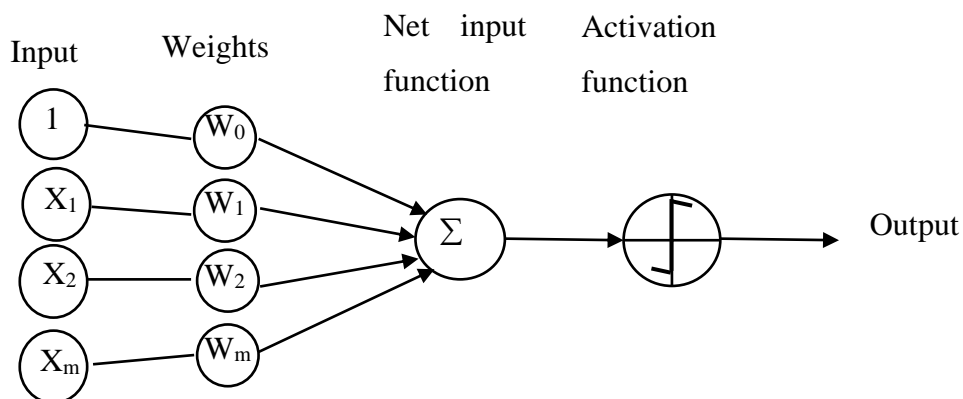 Input
Weights
Net input
function
Activation
function
1
W₀
X₁
W₁
Σ
Output
X₂
W₂
Xₘ
Wₘ